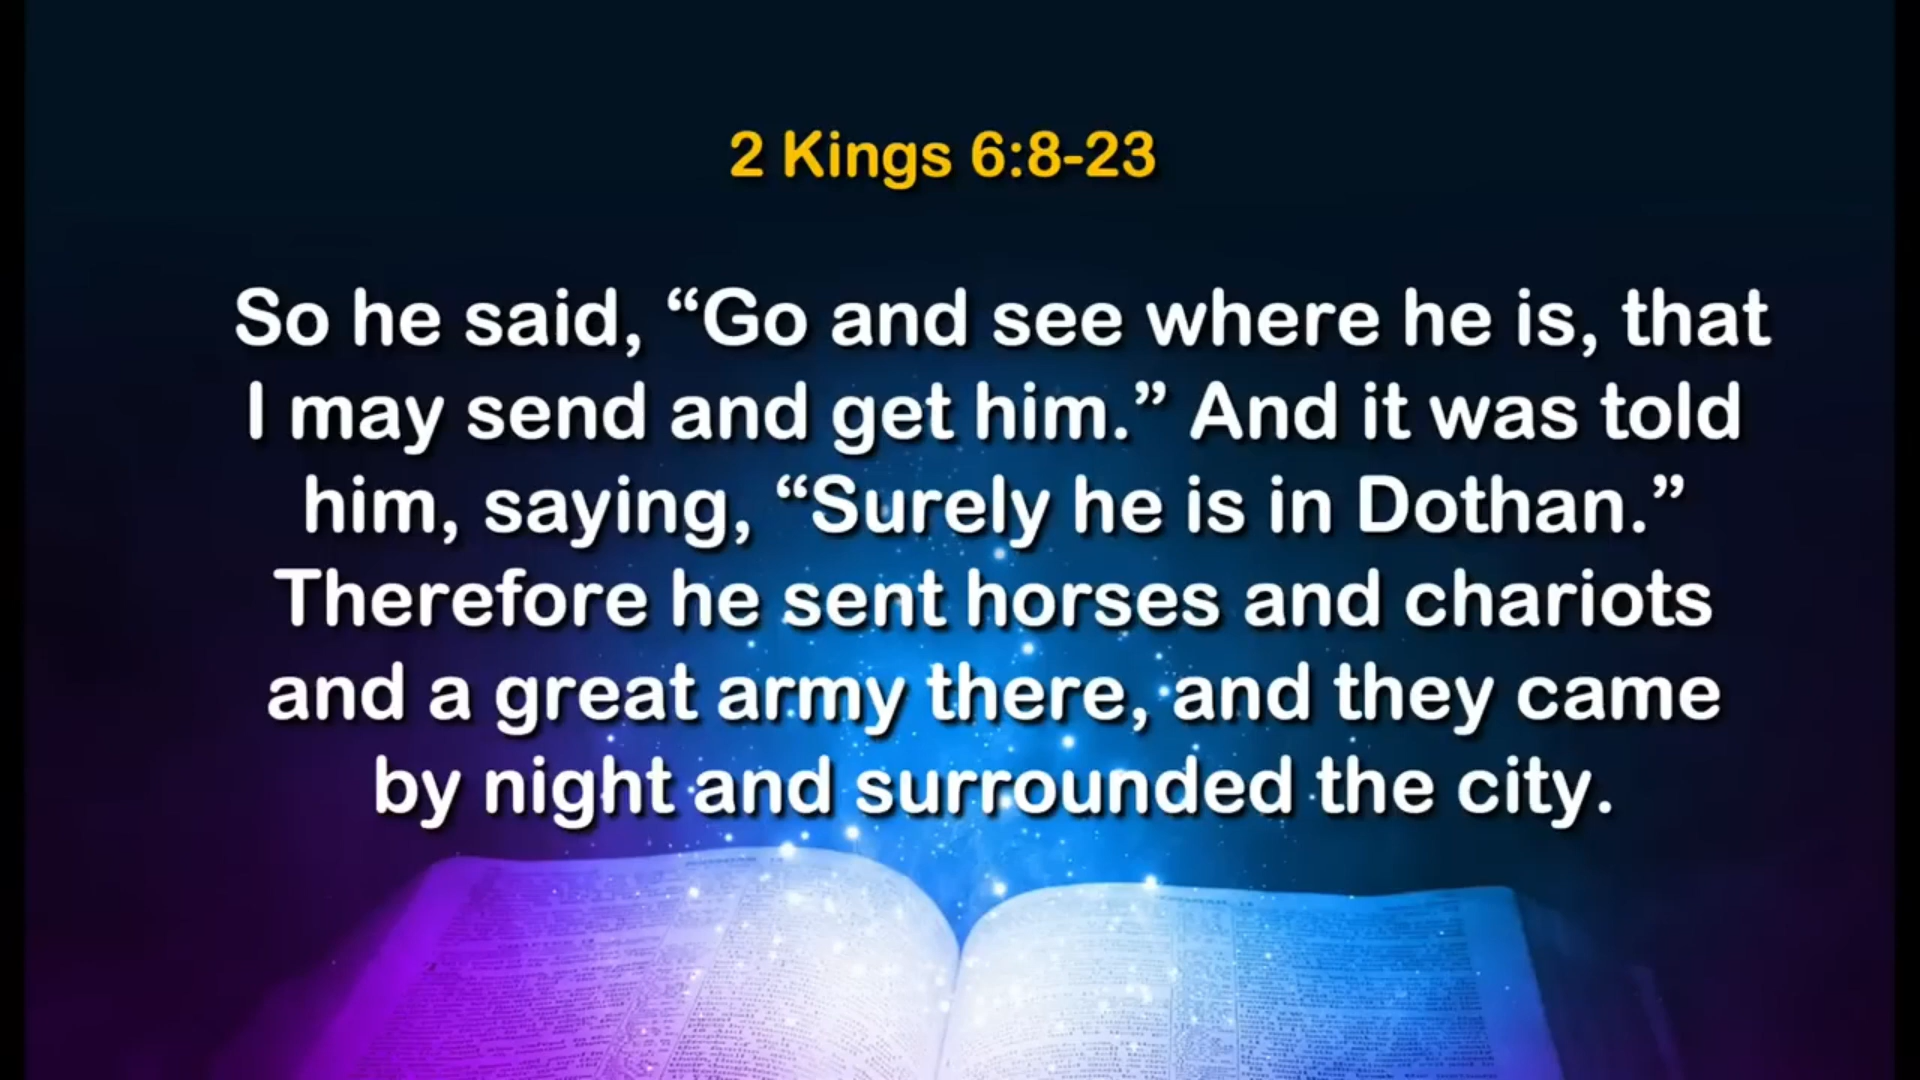 2 Kings 6:8-23
So he said, “Go and see where he is, that
I may send and get him.” And it was told
him, saying, “Surely he is in Dothan.”
Therefore he sent horses and chariots
and a great army there, and they came
by night and surrounded the city.